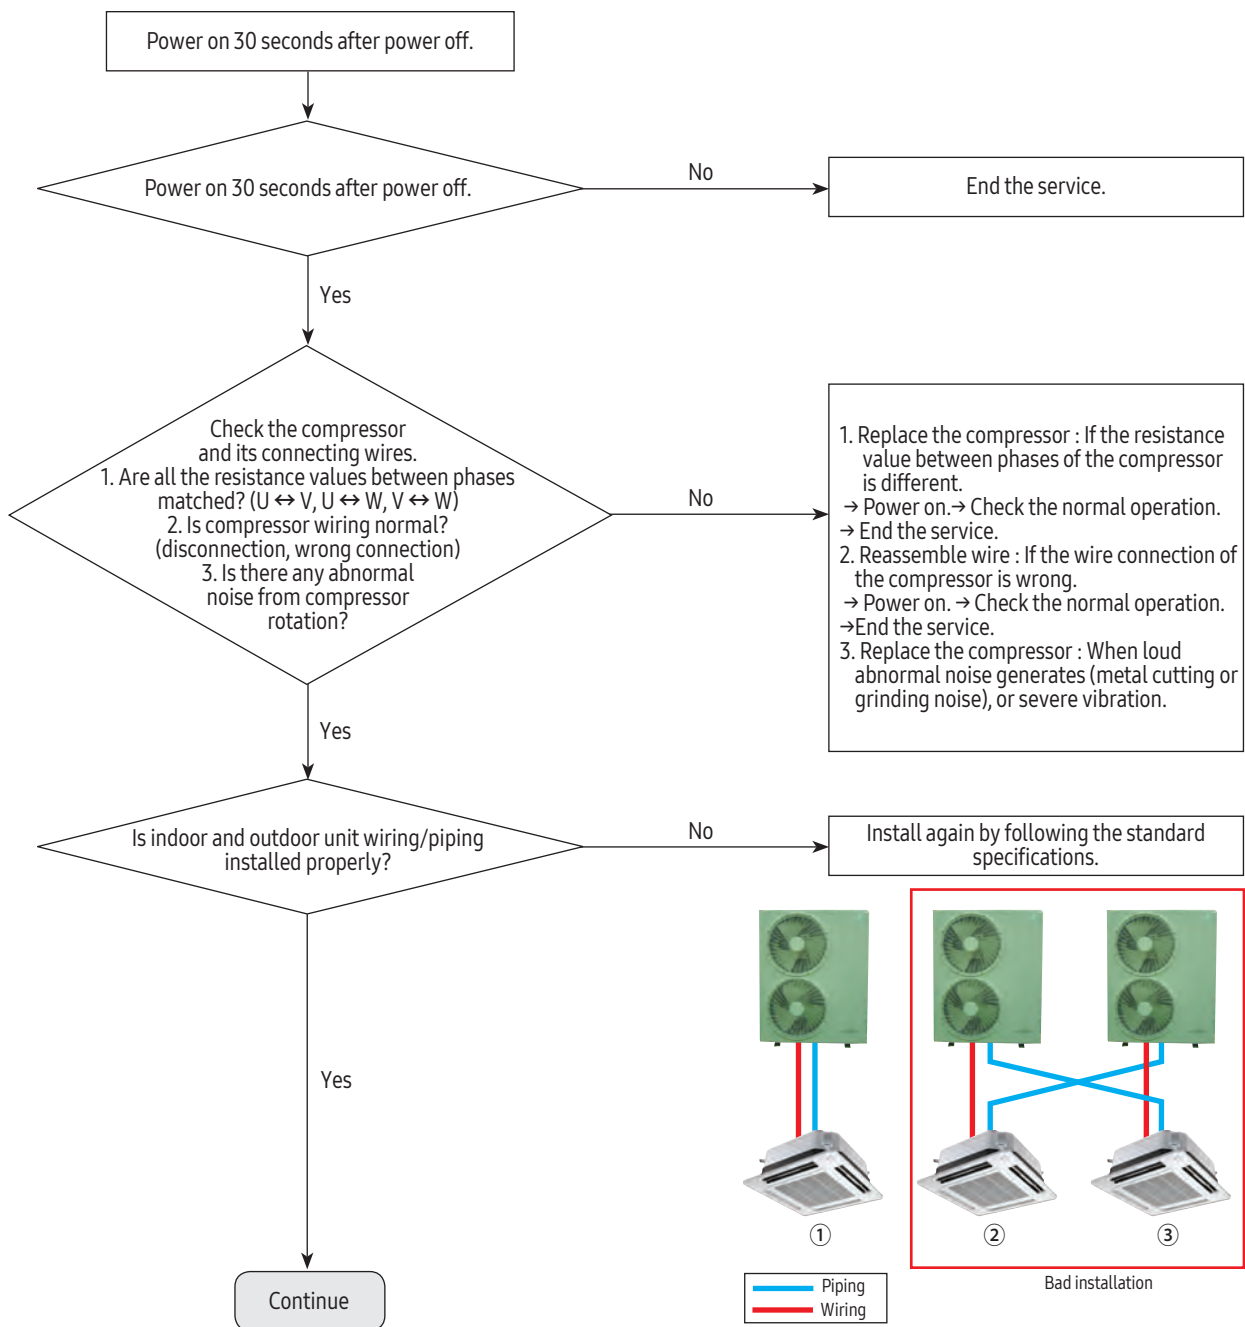 Power on 30 seconds after power off.
Power on 30 seconds after power off.
No
End the service.
Yes
Check the compressor
and its connecting wires.
1. Are all the resistance values between phases
matched? (U ↔ V, U ↔ W, V ↔ W)
2. Is compressor wiring normal?
(disconnection, wrong connection)
3. Is there any abnormal
noise from compressor
rotation?
No
1. Replace the compressor : If the resistance
value between phases of the compressor
is different.
→ Power on.→ Check the normal operation.
→ End the service.
2. Reassemble wire : If the wire connection of
the compressor is wrong.
→ Power on. → Check the normal operation.
→End the service.
3. Replace the compressor : When loud
abnormal noise generates (metal cutting or
grinding noise), or severe vibration.
Yes
Is indoor and outdoor unit wiring/piping
installed properly?
No
Install again by following the standard
specifications.
Yes
① ② ③
Bad installation
Piping
Wiring
Continue